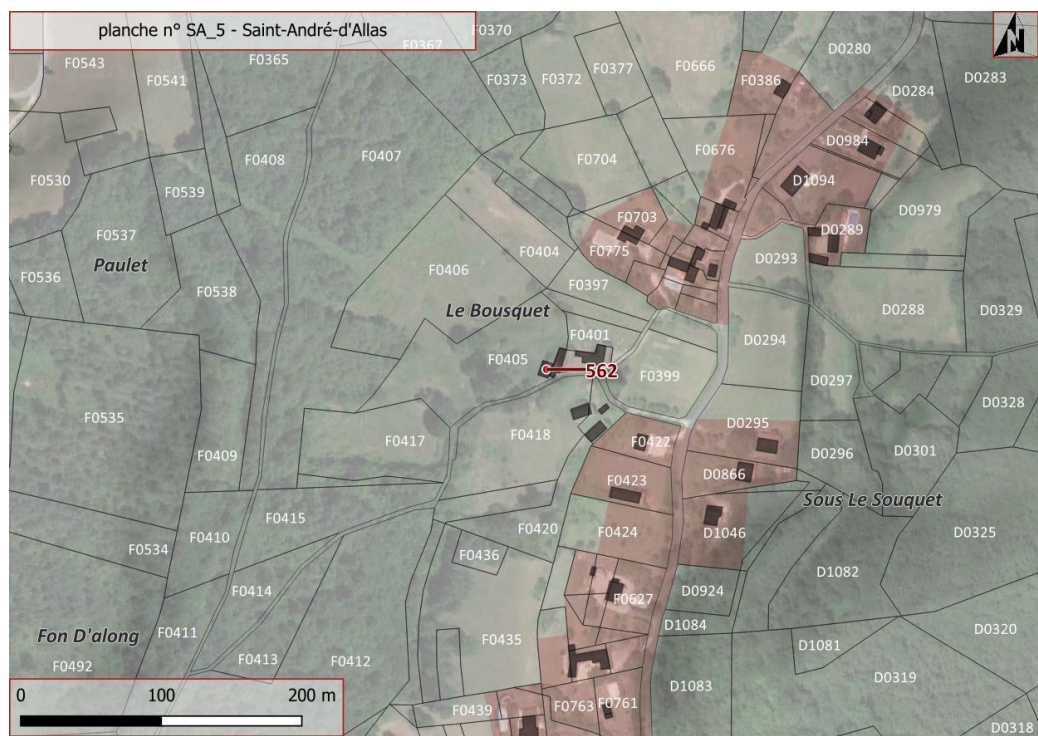 planche n° SA_5 - Saint-André-d'Allas
N
F0370
F0367
D0280
F0543
F0541
F0365
F0373
F0372
F0377
F0666
F0386
D0283
D0284
F0408
F0407
F0676
D0984
F0704
F0530
F0539
D1094
F0703
D0979
D0289
F0537
F0775
F0404
D0293
Paulet
F0536
F0406
F0397
F0538
D0288
D0329
Le Bousquet
F0401
D0294
F0405
562
F0399
D0297
D0328
F0535
F0417
F0418
F0422
D0295
D0301
D0296
F0409
F0423
D0866
Sous Le Souquet
F0415
F0420
F0424
D1046
D0325
F0410
F0534
F0436
D1082
F0414
F0627
D0924
D1084
D0320
Fon D'along
F0411
F0435
D1081
F0492
F0413
F0412
D0319
D1083
0 100 200 m
F0439
F0763
F0761
D0318